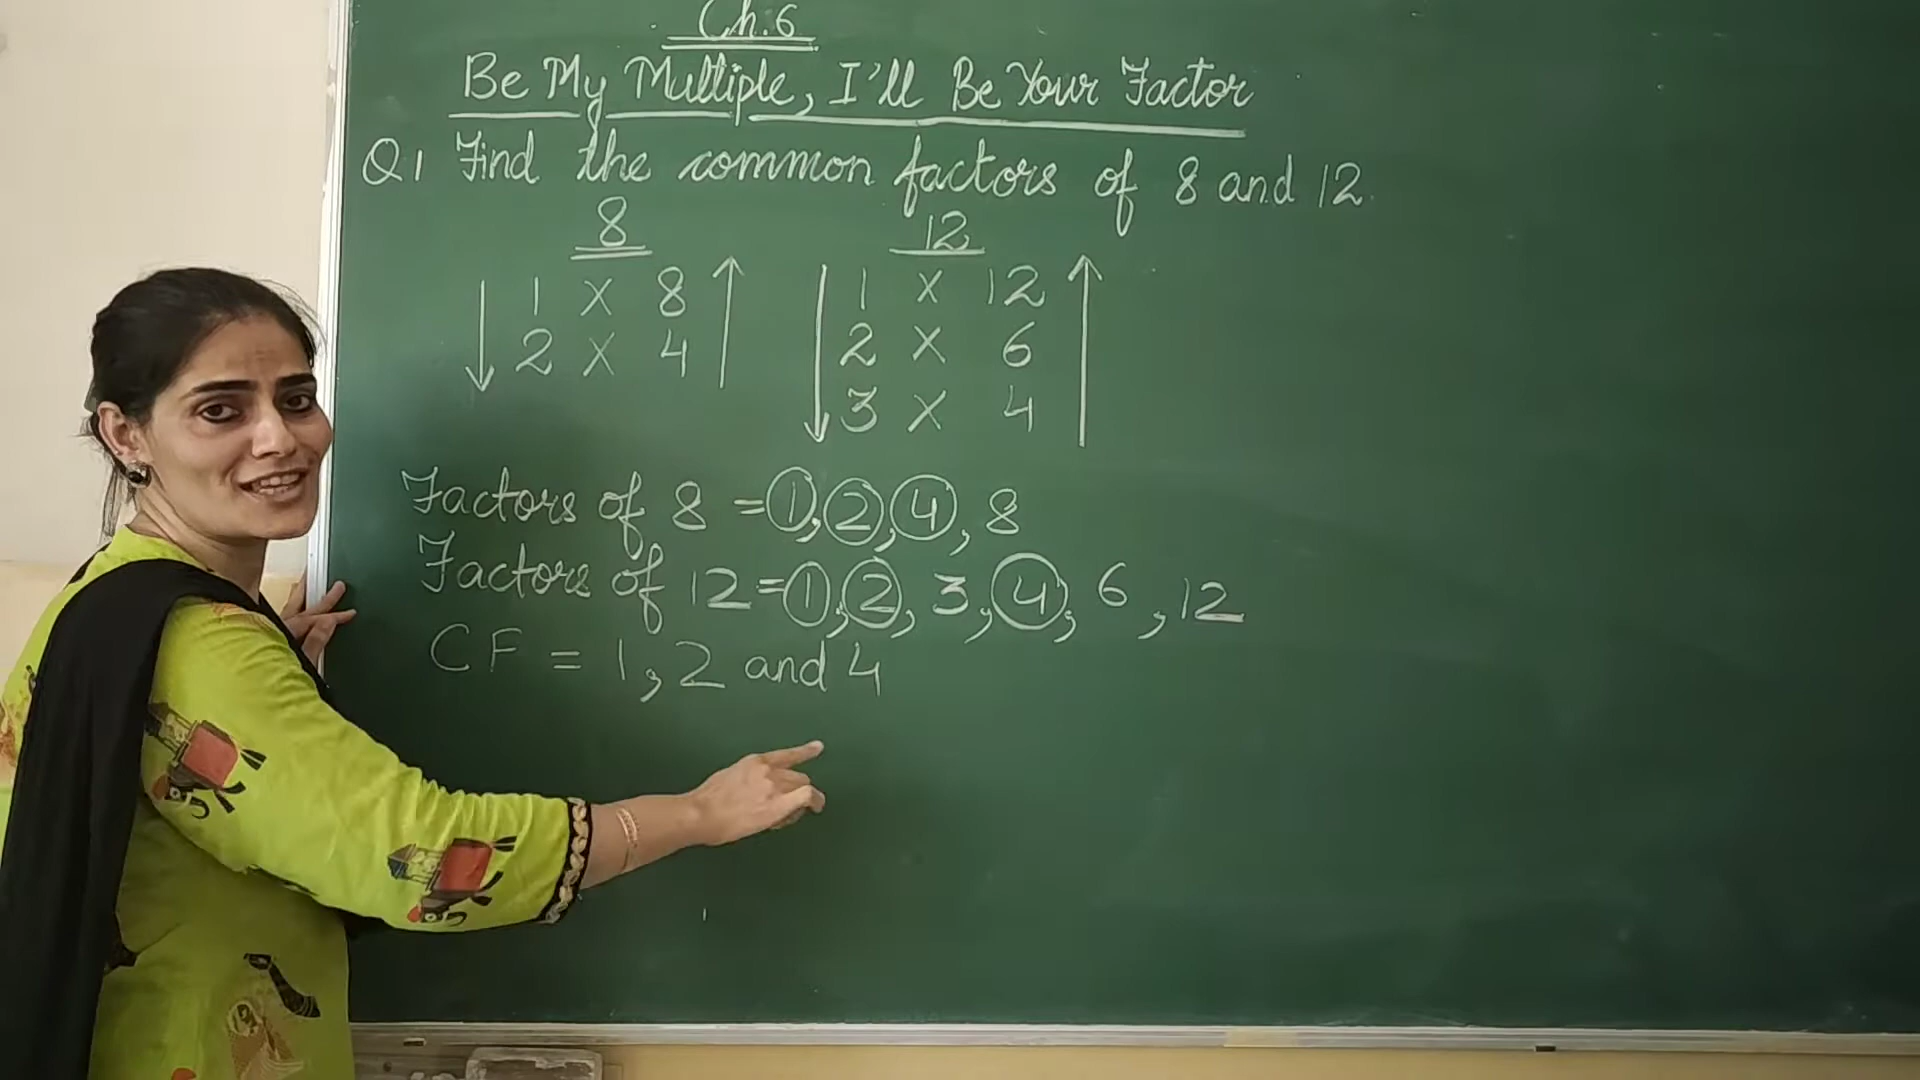 Ch.6
Be My Multiple, I'll Be Your Factor
Q1 Find the common factors of 8 and 12.
8 12
1 X 8 1 X 12
2 X 4 2 X 6
3 X 4
Factors of 8 = 1, 2, 4, 8
Factors of 12 = 1, 2, 3, 4, 6, 12
CF = 1, 2 and 4